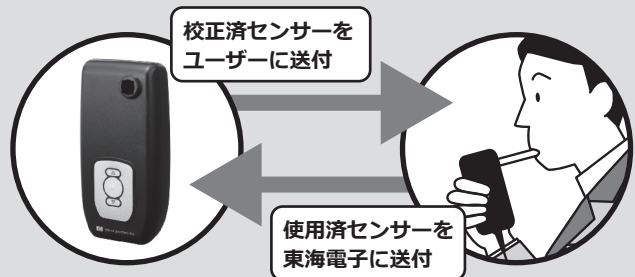 校正済センサーを
ユーザーに送付
使用済センサーを
東海電子に送付